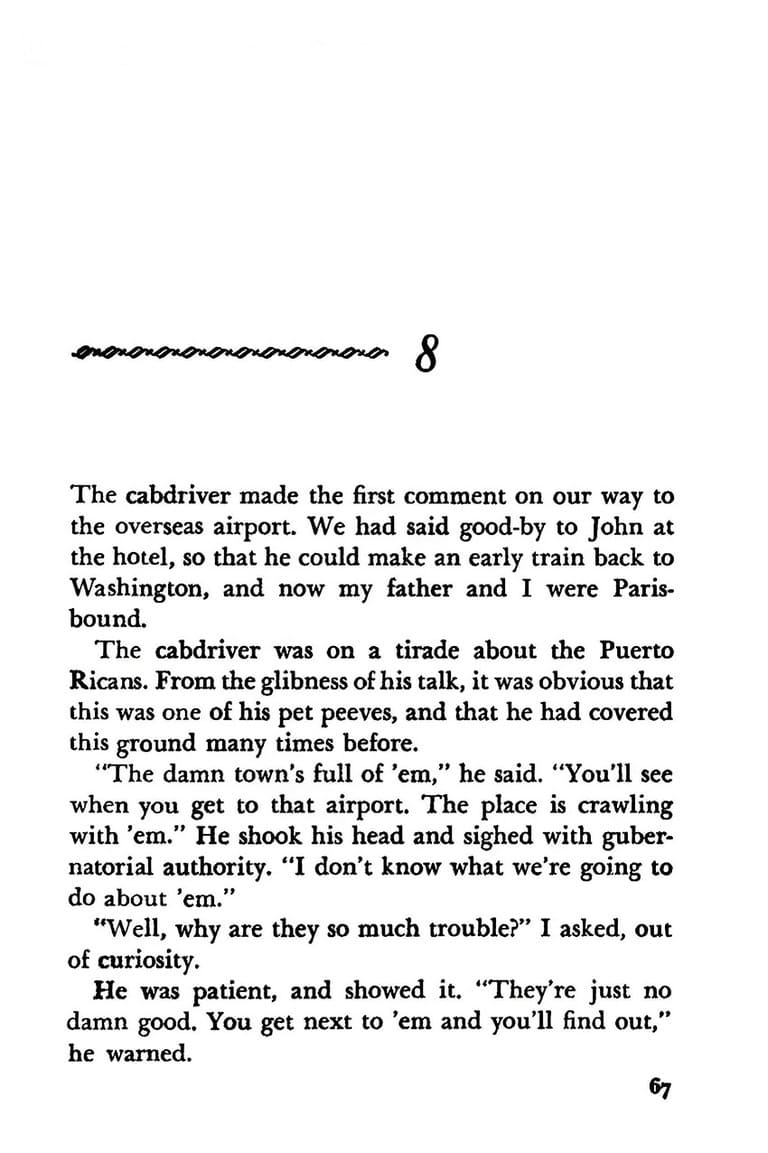 8
The cabdriver made the first comment on our way to
the overseas airport. We had said good-by to John at
the hotel, so that he could make an early train back to
Washington, and now my father and I were Paris-
bound.
The cabdriver was on a tirade about the Puerto
Ricans. From the glibness of his talk, it was obvious that
this was one of his pet peeves, and that he had covered
this ground many times before.
“The damn town’s full of ’em,” he said. “You’ll see
when you get to that airport. The place is crawling
with ’em.” He shook his head and sighed with guber-
natorial authority. “I don’t know what we’re going to
do about ’em.”
“Well, why are they so much trouble?” I asked, out
of curiosity.
He was patient, and showed it. “They’re just no
damn good. You get next to ’em and you’ll find out,”
he warned.
67